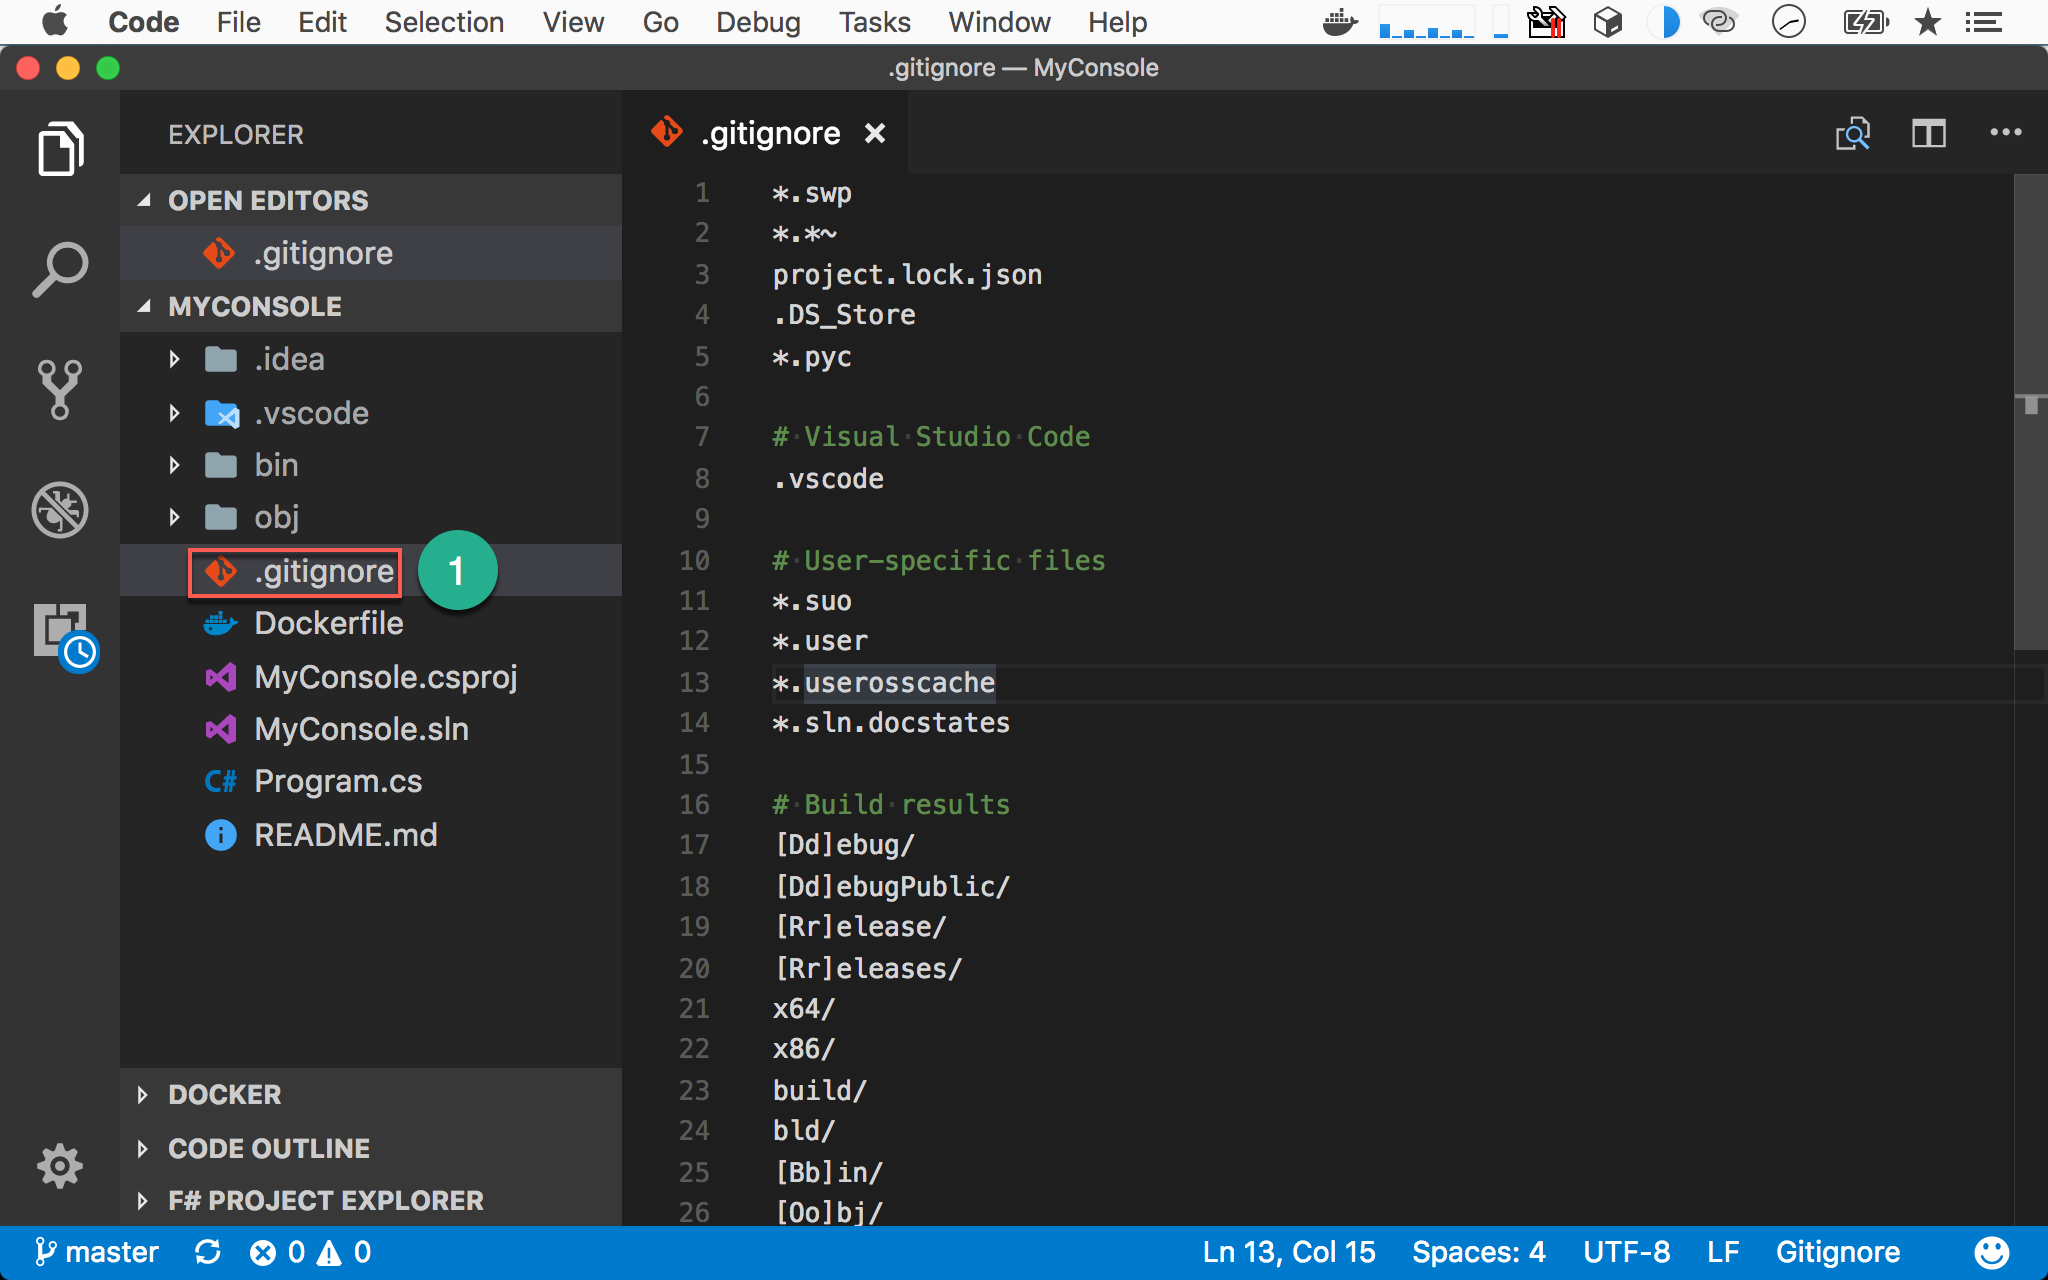 Code File Edit Selection View Go Debug Tasks Window Help
.gitignore — MyConsole
EXPLORER
OPEN EDITORS
.gitignore
MYCONSOLE
.idea
.vscode
bin
obj
.gitignore 1
Dockerfile
MyConsole.csproj
MyConsole.sln
C# Program.cs
README.md
DOCKER
CODE OUTLINE
F# PROJECT EXPLORER
.gitignore
1 *.swp
2 *.*~
3 project.lock.json
4 .DS_Store
5 *.pyc
6
7 # Visual Studio Code
8 .vscode
9
10 # User-specific files
11 *.suo
12 *.user
13 *.userosscache
14 *.sln.docstates
15
16 # Build results
17 [Dd]ebug/
18 [Dd]ebugPublic/
19 [Rr]elease/
20 [Rr]eleases/
21 x64/
22 x86/
23 build/
24 bld/
25 [Bb]in/
26 [Oo]bj/
master 0 0 Ln 13, Col 15 Spaces: 4 UTF-8 LF Gitignore